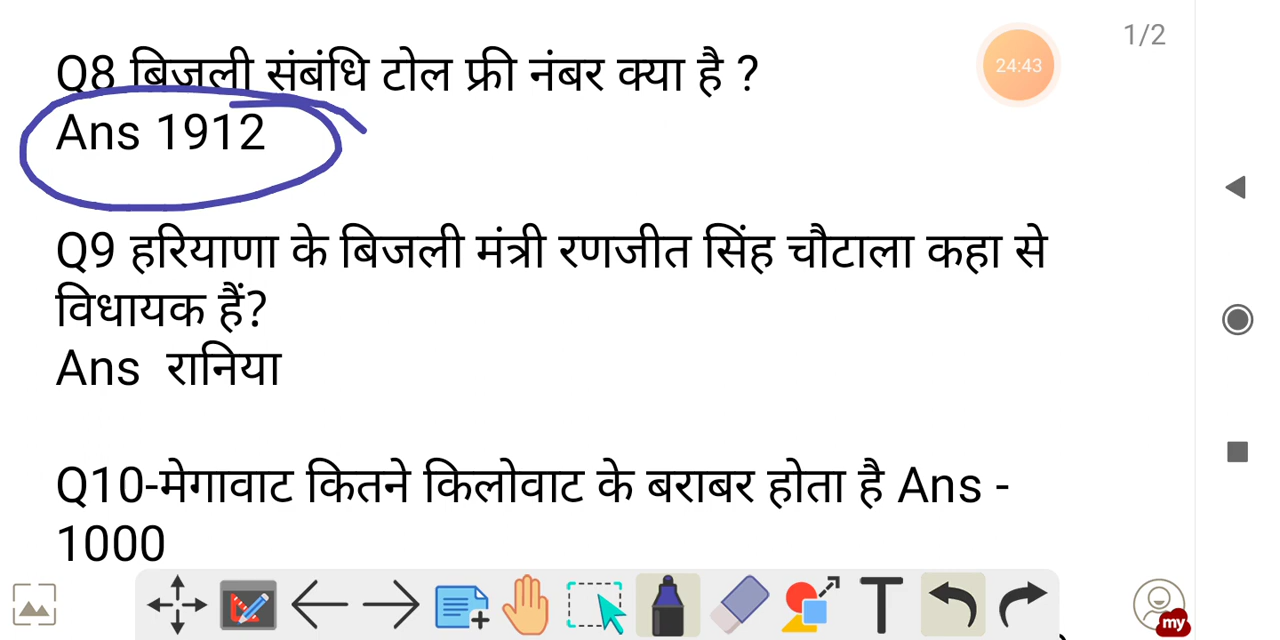 1/2
Q8 बिजली संबंधि टोल फ्री नंबर क्या है ?
24:43
Ans 1912
Q9 हरियाणा के बिजली मंत्री रणजीत सिंह चौटाला कहा से
विधायक हैं?
Ans रानिया
Q10-मेगावाट कितने किलोवाट के बराबर होता है Ans -
1000
T
my